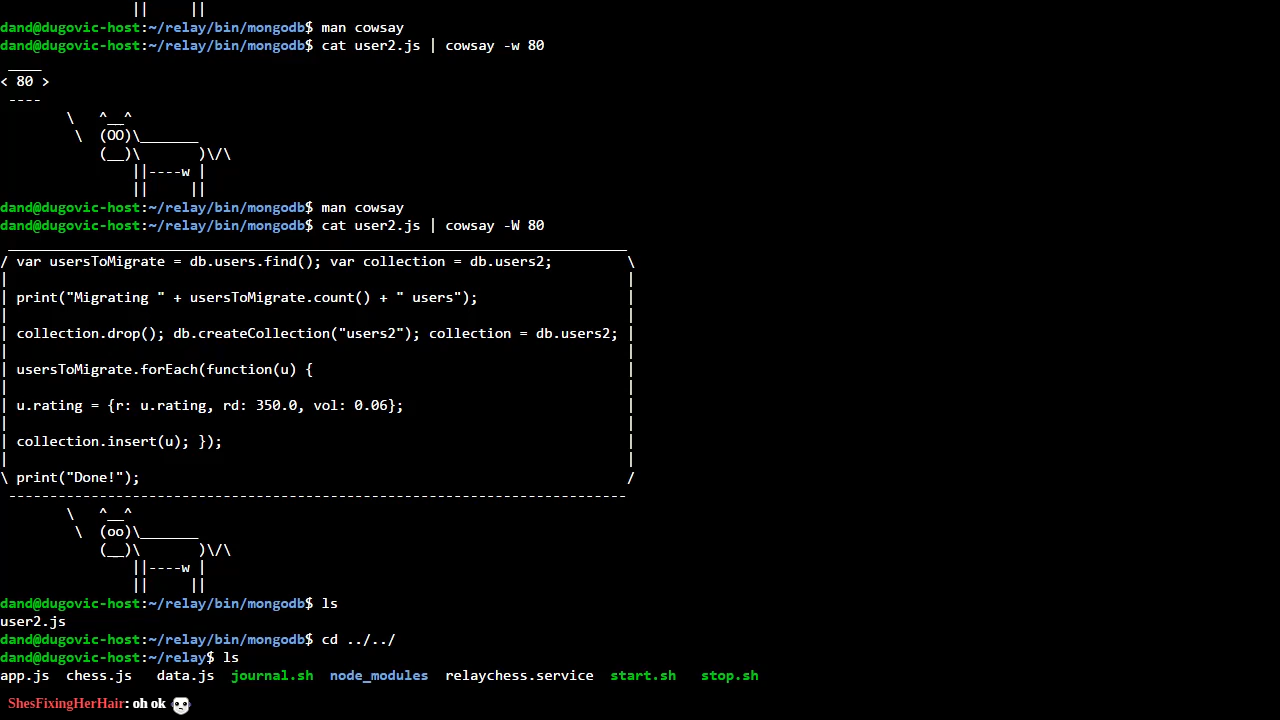 ||     ||
dand@dugovic-host:~/relay/bin/mongodb$ man cowsay
dand@dugovic-host:~/relay/bin/mongodb$ cat user2.js | cowsay -w 80
 ____
< 80 >
 ----
        \   ^__^
         \  (OO)\_______
            (__)\       )\/\
                ||----w |
                ||     ||
dand@dugovic-host:~/relay/bin/mongodb$ man cowsay
dand@dugovic-host:~/relay/bin/mongodb$ cat user2.js | cowsay -W 80
 ___________________________________________________________________________
/ var usersToMigrate = db.users.find(); var collection = db.users2;         \
|                                                                           |
| print("Migrating " + usersToMigrate.count() + " users");                  |
|                                                                           |
| collection.drop(); db.createCollection("users2"); collection = db.users2; |
|                                                                           |
| usersToMigrate.forEach(function(u) {                                      |
|                                                                           |
| u.rating = {r: u.rating, rd: 350.0, vol: 0.06};                           |
|                                                                           |
| collection.insert(u); });                                                 |
|                                                                           |
\ print("Done!");                                                           /
 ---------------------------------------------------------------------------
        \   ^__^
         \  (oo)\_______
            (__)\       )\/\
                ||----w |
                ||     ||
dand@dugovic-host:~/relay/bin/mongodb$ ls
user2.js
dand@dugovic-host:~/relay/bin/mongodb$ cd ../../
dand@dugovic-host:~/relay$ ls
app.js  chess.js   data.js  journal.sh  node_modules  relaychess.service  start.sh   stop.sh
ShesFixingHerHair: oh ok